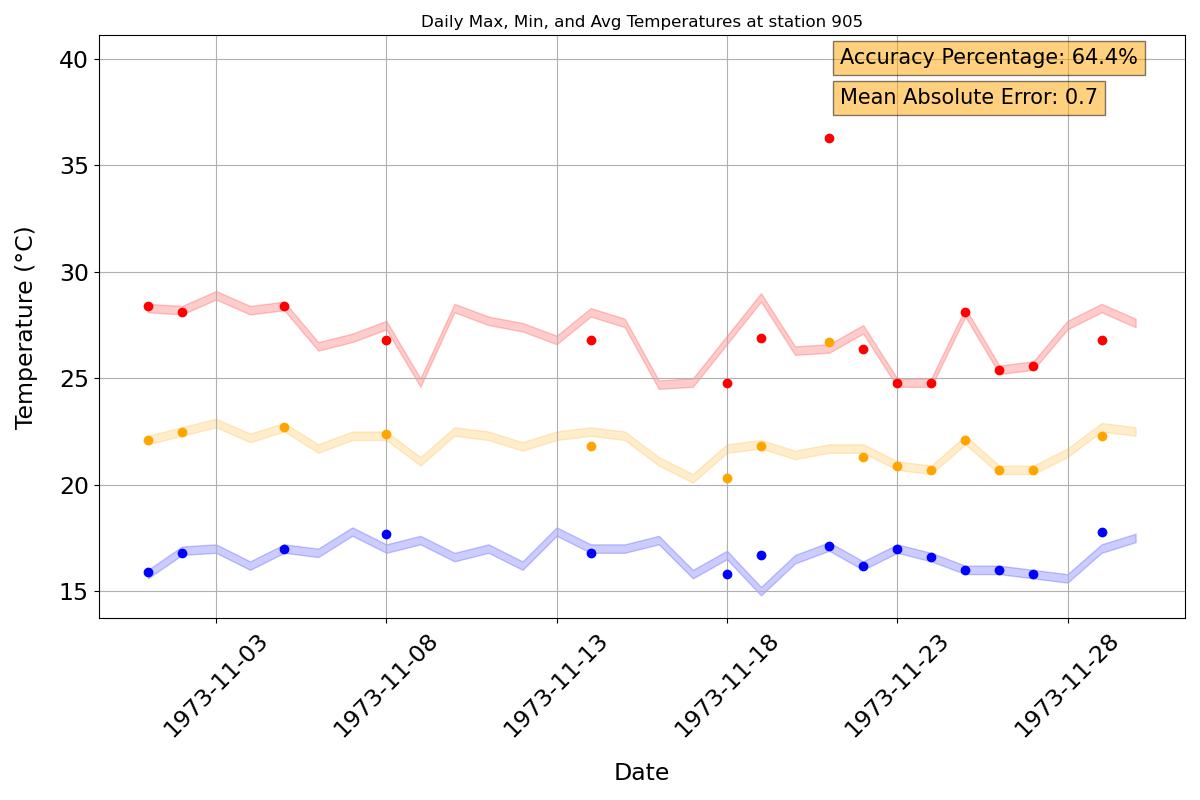 Daily Max, Min, and Avg Temperatures at station 905
Accuracy Percentage: 64.4%
Mean Absolute Error: 0.7
Temperature (°C)
40
35
30
25
20
15
1973-11-03
1973-11-08
1973-11-13
1973-11-18
1973-11-23
1973-11-28
Date